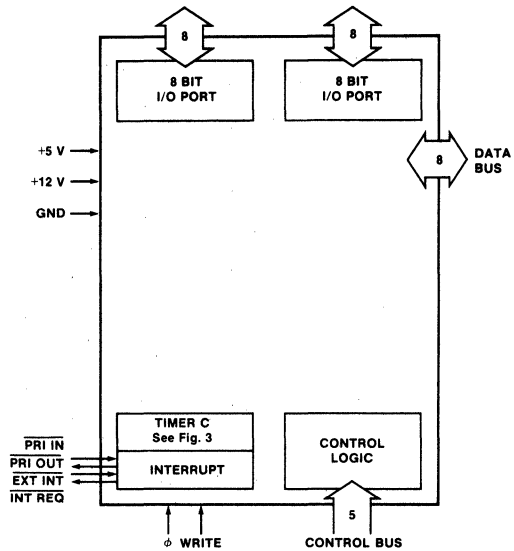 8
8
8 BIT
I/O PORT
8 BIT
I/O PORT
+5 V
+12 V
GND
8
DATA
BUS
TIMER C
See Fig. 3
INTERRUPT
CONTROL
LOGIC
PRI IN
PRI OUT
EXT INT
INT REQ
5
ϕ WRITE
CONTROL BUS